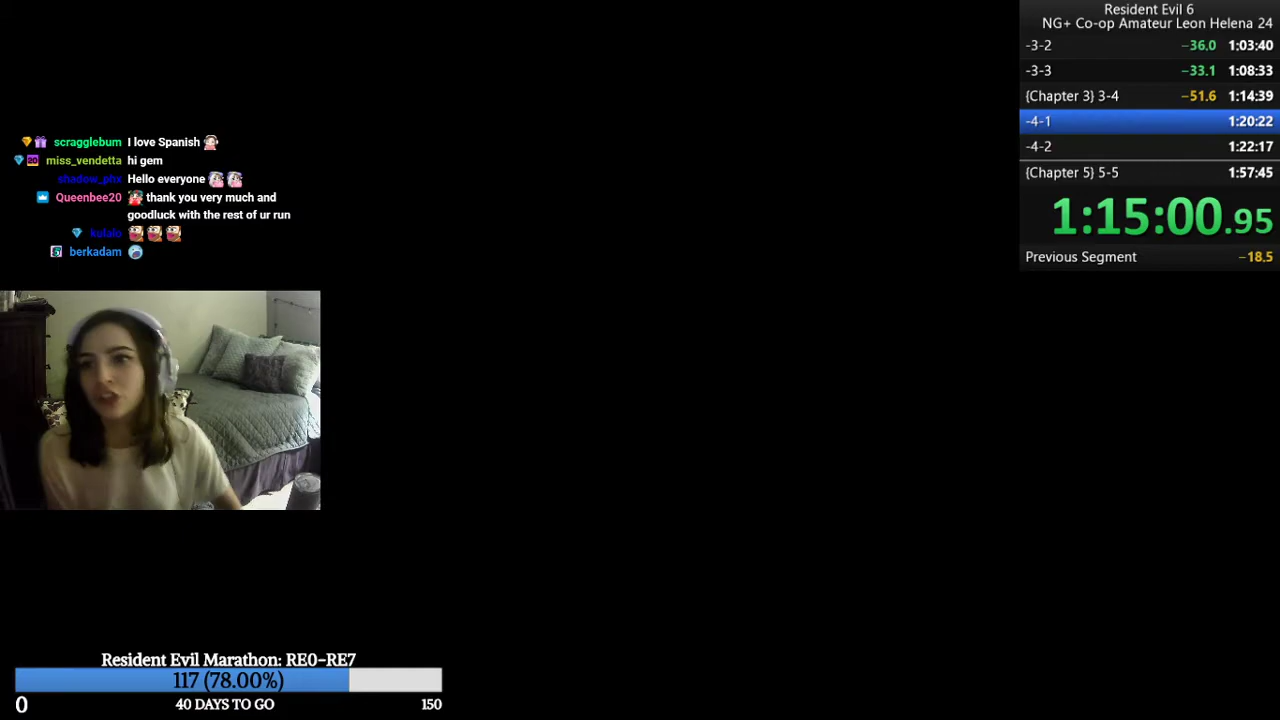 Resident Evil 6
NG+ Co-op Amateur Leon Helena 24
-3-2 −36.0 1:03:40
-3-3 −33.1 1:08:33
{Chapter 3} 3-4 −51.6 1:14:39
-4-1 1:20:22
-4-2 1:22:17
{Chapter 5} 5-5 1:57:45
1:15:00.95
Previous Segment −18.5
scragglebum I love Spanish
20 miss_vendetta hi gem
shadow_phx Hello everyone
Queenbee20 thank you very much and
goodluck with the rest of ur run
kufalo
berkadam
Resident Evil Marathon: RE0-RE7
117 (78.00%)
0 40 DAYS TO GO 150